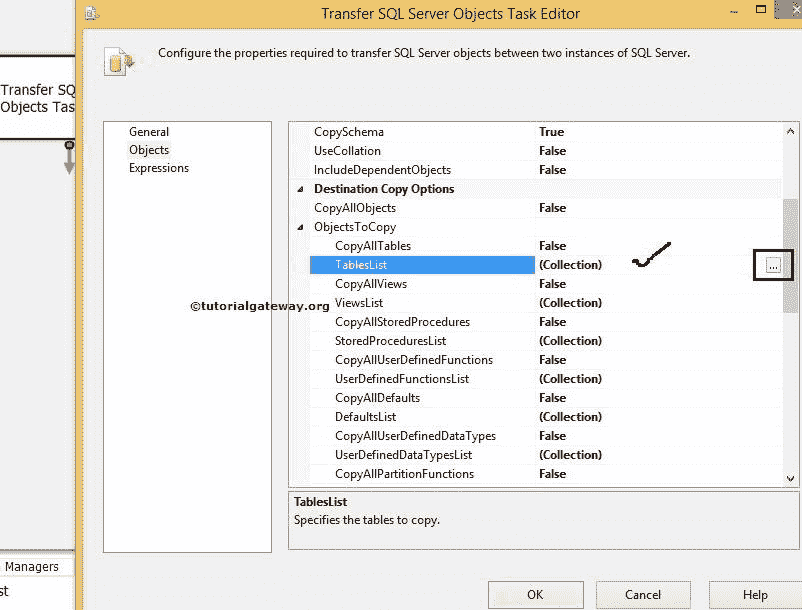 Transfer SQL Server Objects Task Editor
Configure the properties required to transfer SQL Server objects between two instances of SQL Server.
Transfer SQ
Objects Tas
General
Objects
Expressions
CopySchema True
UseCollation False
IncludeDependentObjects False
Destination Copy Options
CopyAllObjects False
ObjectsToCopy
CopyAllTables False
TablesList (Collection) ...
CopyAllViews False
©tutorialgateway.org
ViewsList (Collection)
CopyAllStoredProcedures False
StoredProceduresList (Collection)
CopyAllUserDefinedFunctions False
UserDefinedFunctionsList (Collection)
CopyAllDefaults False
DefaultsList (Collection)
CopyAllUserDefinedDataTypes False
UserDefinedDataTypesList (Collection)
CopyAllPartitionFunctions False
TablesList
Specifies the tables to copy.
Managers
st
OK Cancel Help